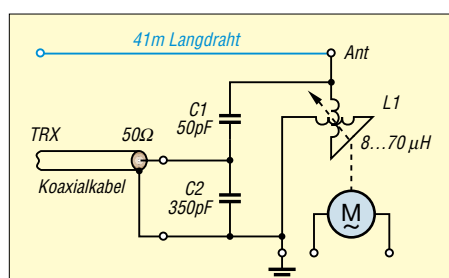 41m Langdraht
Ant
C1
50pF
L1
8...70 µH
TRX
50Ω
Koaxialkabel
C2
350pF
M
~